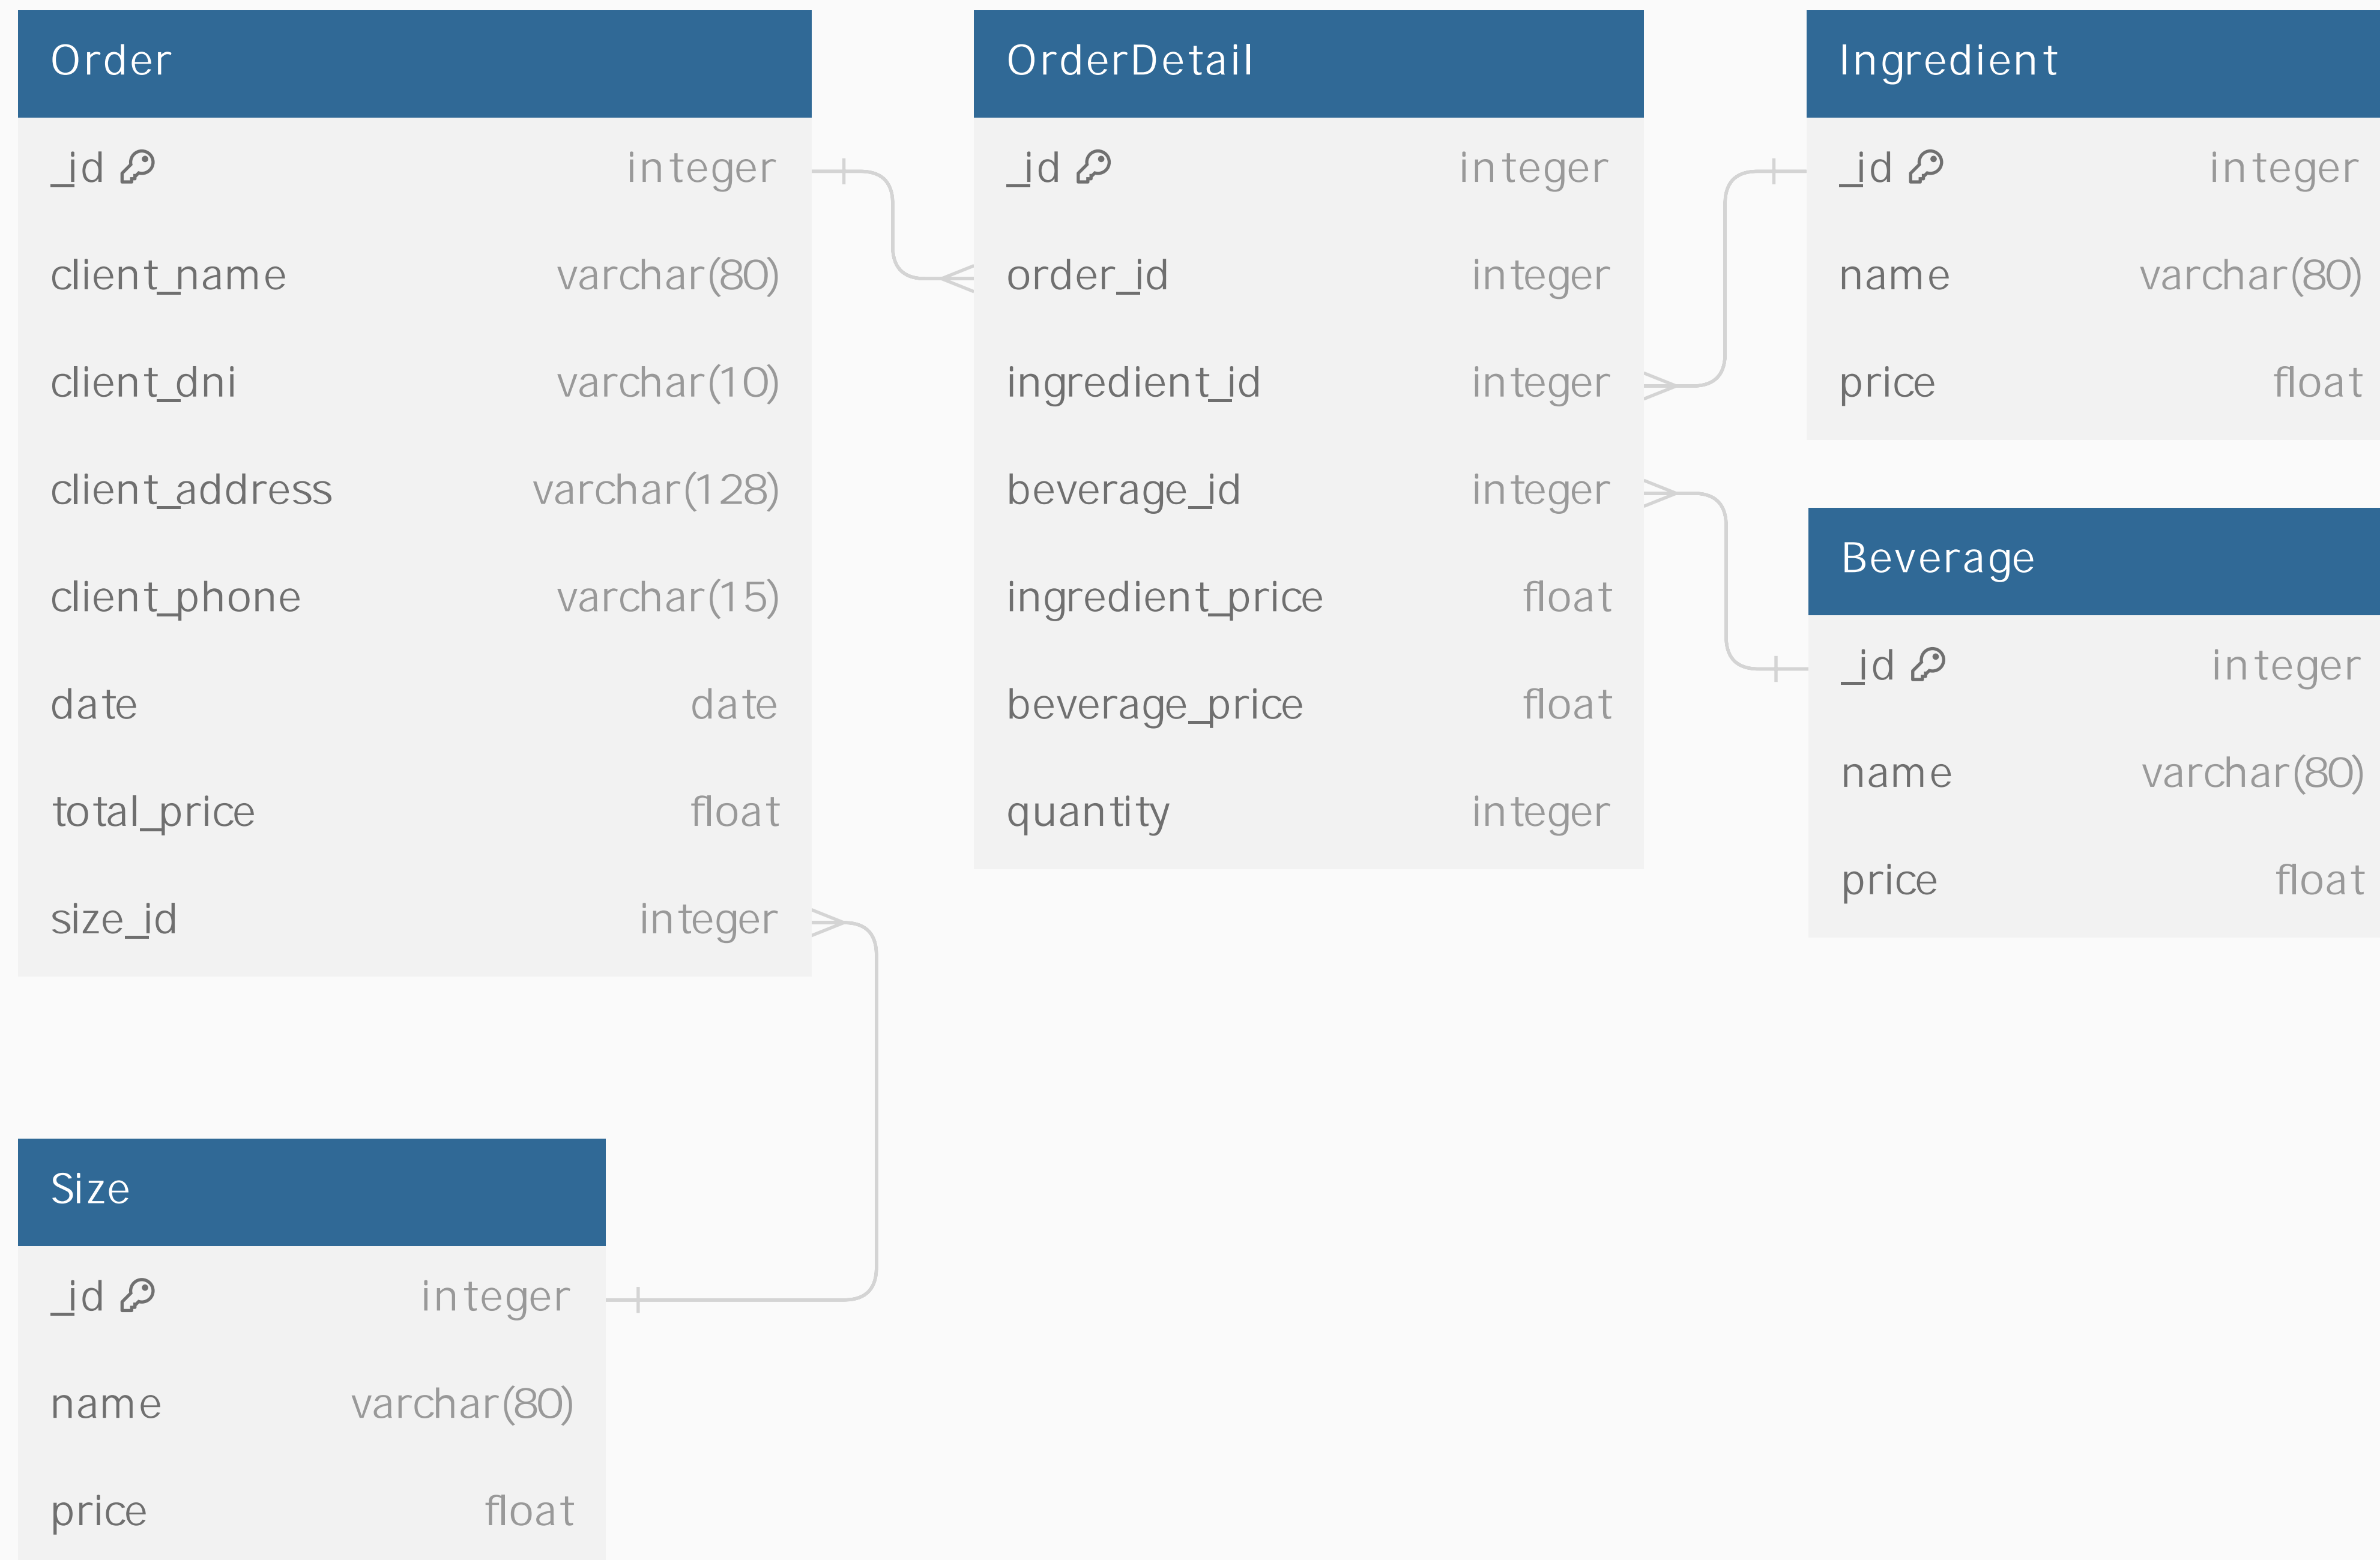 Order
_id integer
client_name varchar(80)
client_dni varchar(10)
client_address varchar(128)
client_phone varchar(15)
date date
total_price float
size_id integer
OrderDetail
_id integer
order_id integer
ingredient_id integer
beverage_id integer
ingredient_price float
beverage_price float
quantity integer
Ingredient
_id integer
name varchar(80)
price float
Beverage
_id integer
name varchar(80)
price float
Size
_id integer
name varchar(80)
price float